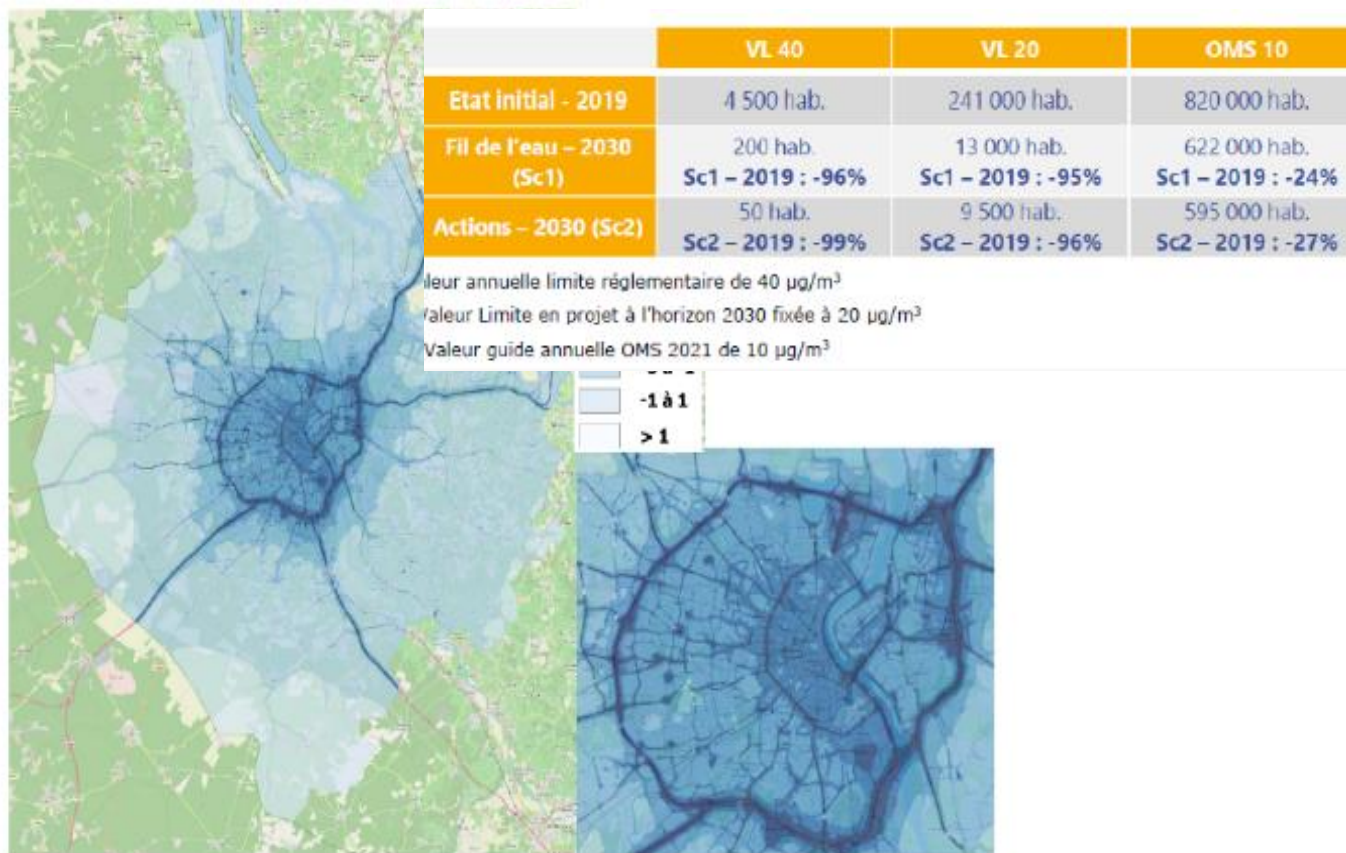 VL 40 VL 20 OMS 10
Etat initial - 2019 4 500 hab. 241 000 hab. 820 000 hab.
Fil de l'eau – 2030 200 hab. 13 000 hab. 622 000 hab.
(Sc1) Sc1 – 2019 : -96% Sc1 – 2019 : -95% Sc1 – 2019 : -24%
Actions – 2030 (Sc2) 50 hab. 9 500 hab. 595 000 hab.
Sc2 – 2019 : -99% Sc2 – 2019 : -96% Sc2 – 2019 : -27%
leur annuelle limite réglementaire de 40 µg/m³
aleur Limite en projet à l'horizon 2030 fixée à 20 µg/m³
Valeur guide annuelle OMS 2021 de 10 µg/m³
-1 à 1
> 1